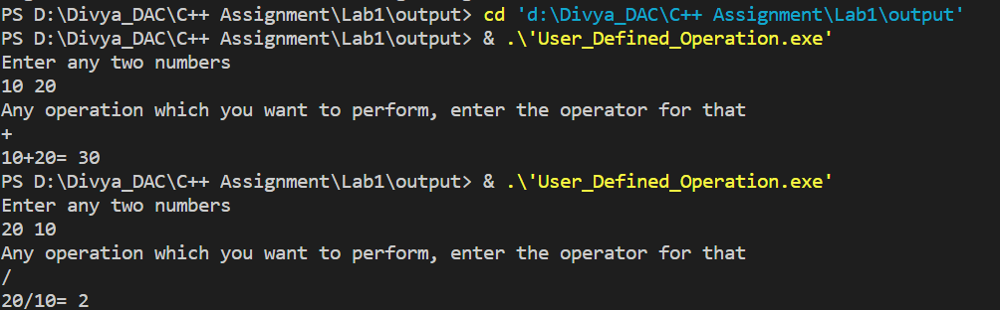 PS D:\Divya_DAC\C++ Assignment\Lab1\output> cd 'd:\Divya_DAC\C++ Assignment\Lab1\output'
PS D:\Divya_DAC\C++ Assignment\Lab1\output> & .\'User_Defined_Operation.exe'
Enter any two numbers
10 20
Any operation which you want to perform, enter the operator for that
+
10+20= 30
PS D:\Divya_DAC\C++ Assignment\Lab1\output> & .\'User_Defined_Operation.exe'
Enter any two numbers
20 10
Any operation which you want to perform, enter the operator for that
/
20/10= 2